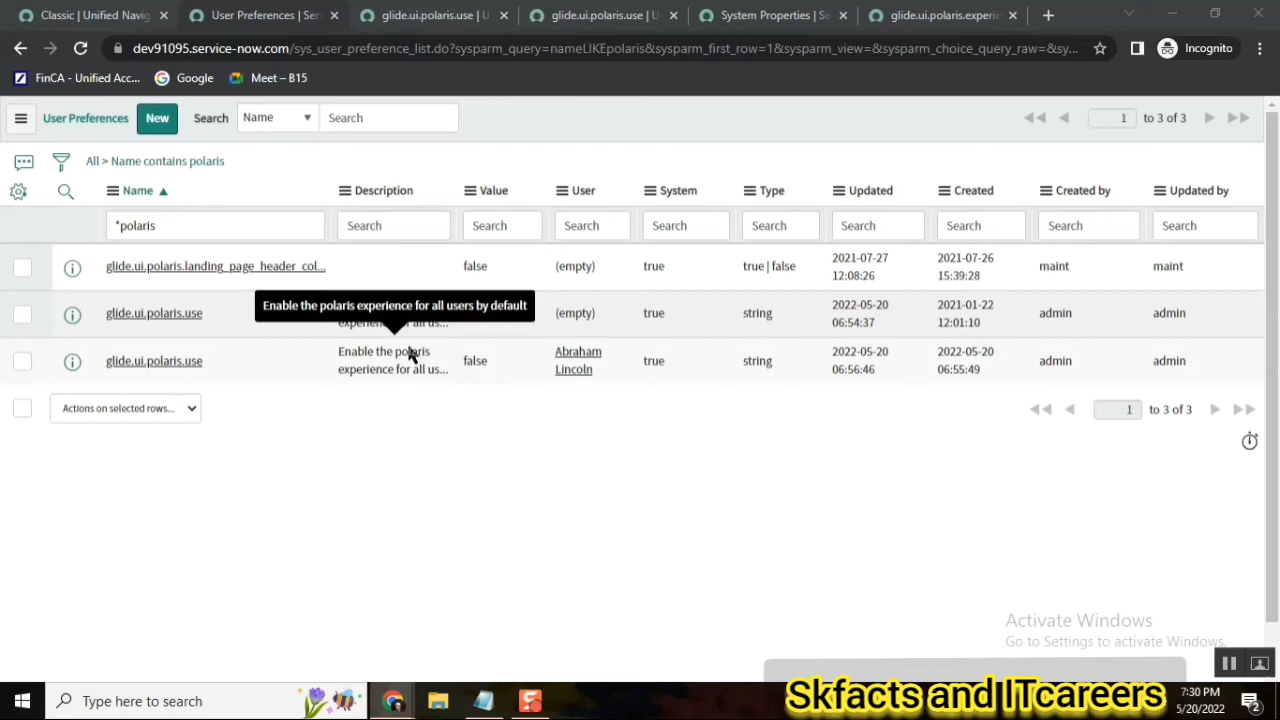 Classic | Unified Navig
User Preferences | Ser
glide.ui.polaris.use | U
glide.ui.polaris.use | U
System Properties | Se
glide.ui.polaris.experie
dev91095.service-now.com/sys_user_preference_list.do?sysparm_query=nameLIKEpolaris&sysparm_first_row=1&sysparm_view=&sysparm_choice_query_raw=&sy...
Incognito
FinCA - Unified Acc...
Google
Meet – B15
User Preferences
New
Search
Name
Search
1
to 3 of 3
All > Name contains polaris
Name
Description
Value
User
System
Type
Updated
Created
Created by
Updated by
*polaris
Search
Search
Search
Search
Search
Search
Search
Search
Search
glide.ui.polaris.landing_page_header_col...
false
(empty)
true
true | false
2021-07-27
12:08:26
2021-07-26
15:39:28
maint
maint
Enable the polaris experience for all users by default
glide.ui.polaris.use
experience for all us...
(empty)
true
string
2022-05-20
06:54:37
2021-01-22
12:01:10
admin
admin
glide.ui.polaris.use
Enable the polaris
experience for all us...
false
Abraham
Lincoln
true
string
2022-05-20
06:56:46
2022-05-20
06:55:49
admin
admin
Actions on selected rows...
1
to 3 of 3
Activate Windows
Go to Settings to activate Windows.
Type here to search
Skfacts and ITcareers
7:30 PM
5/20/2022
2